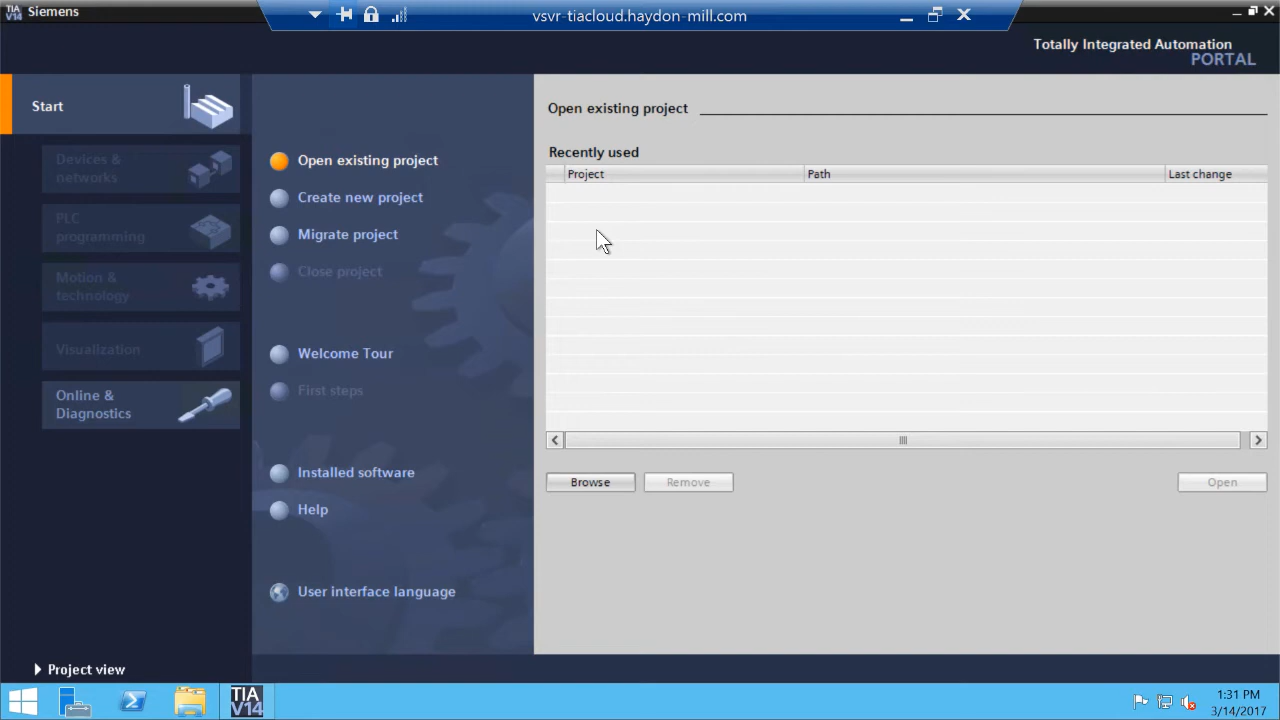 TIA
V14
Siemens
vsvr-tiacloud.haydon-mill.com
Totally Integrated Automation
PORTAL
Start
Devices &
networks
PLC
programming
Motion &
technology
Visualization
Online &
Diagnostics
Project view
Open existing project
Create new project
Migrate project
Close project
Welcome Tour
First steps
Installed software
Help
User interface language
Open existing project
Recently used
Project Path Last change
Browse Remove Open
TIA
V14
1:31 PM
3/14/2017